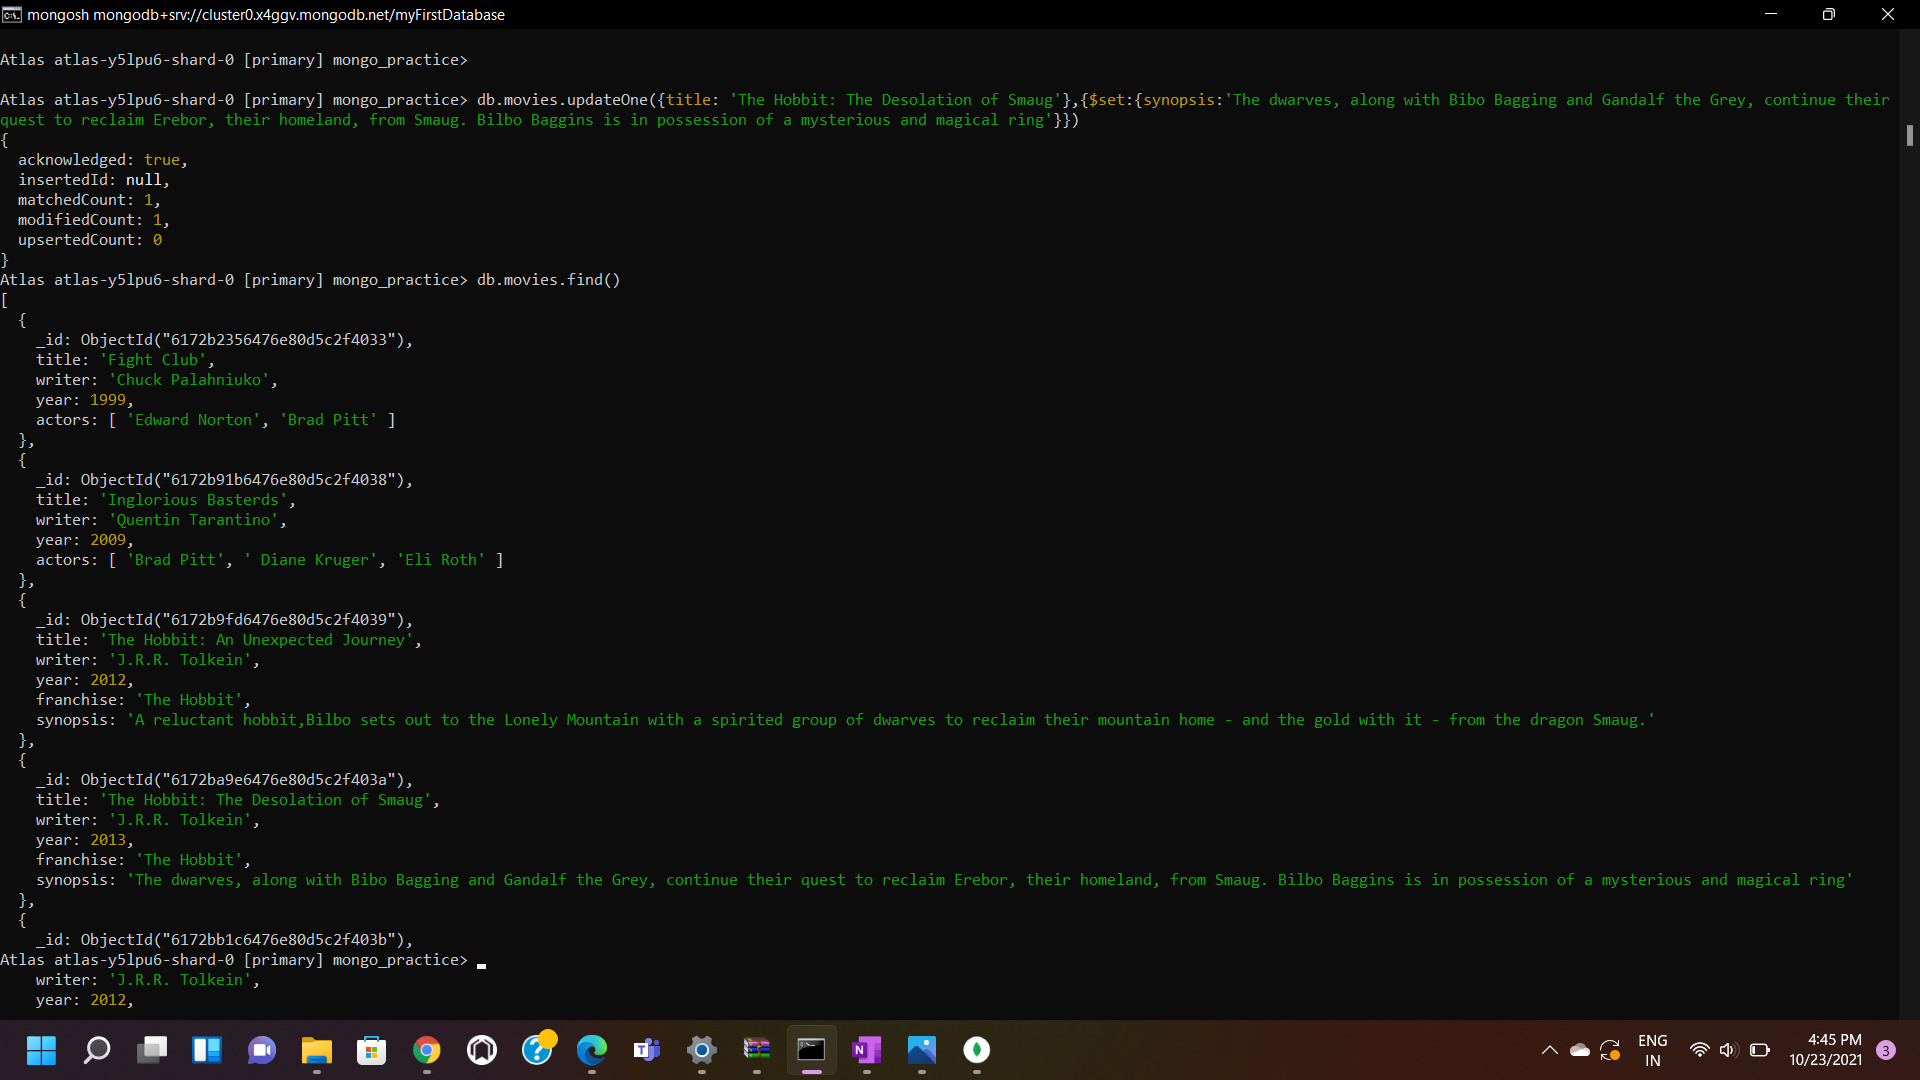 mongosh mongodb+srv://cluster0.x4ggv.mongodb.net/myFirstDatabase
Atlas atlas-y5lpu6-shard-0 [primary] mongo_practice>
Atlas atlas-y5lpu6-shard-0 [primary] mongo_practice> db.movies.updateOne({title: 'The Hobbit: The Desolation of Smaug'},{$set:{synopsis:'The dwarves, along with Bibo Bagging and Gandalf the Grey, continue their
quest to reclaim Erebor, their homeland, from Smaug. Bilbo Baggins is in possession of a mysterious and magical ring'}})
{
  acknowledged: true,
  insertedId: null,
  matchedCount: 1,
  modifiedCount: 1,
  upsertedCount: 0
}
Atlas atlas-y5lpu6-shard-0 [primary] mongo_practice> db.movies.find()
[
  {
    _id: ObjectId("6172b2356476e80d5c2f4033"),
    title: 'Fight Club',
    writer: 'Chuck Palahniuko',
    year: 1999,
    actors: [ 'Edward Norton', 'Brad Pitt' ]
  },
  {
    _id: ObjectId("6172b91b6476e80d5c2f4038"),
    title: 'Inglorious Basterds',
    writer: 'Quentin Tarantino',
    year: 2009,
    actors: [ 'Brad Pitt', ' Diane Kruger', 'Eli Roth' ]
  },
  {
    _id: ObjectId("6172b9fd6476e80d5c2f4039"),
    title: 'The Hobbit: An Unexpected Journey',
    writer: 'J.R.R. Tolkein',
    year: 2012,
    franchise: 'The Hobbit',
    synopsis: 'A reluctant hobbit,Bilbo sets out to the Lonely Mountain with a spirited group of dwarves to reclaim their mountain home - and the gold with it - from the dragon Smaug.'
  },
  {
    _id: ObjectId("6172ba9e6476e80d5c2f403a"),
    title: 'The Hobbit: The Desolation of Smaug',
    writer: 'J.R.R. Tolkein',
    year: 2013,
    franchise: 'The Hobbit',
    synopsis: 'The dwarves, along with Bibo Bagging and Gandalf the Grey, continue their quest to reclaim Erebor, their homeland, from Smaug. Bilbo Baggins is in possession of a mysterious and magical ring'
  },
  {
    _id: ObjectId("6172bb1c6476e80d5c2f403b"),
Atlas atlas-y5lpu6-shard-0 [primary] mongo_practice>
    writer: 'J.R.R. Tolkein',
    year: 2012,
ENG
IN
4:45 PM
10/23/2021
3